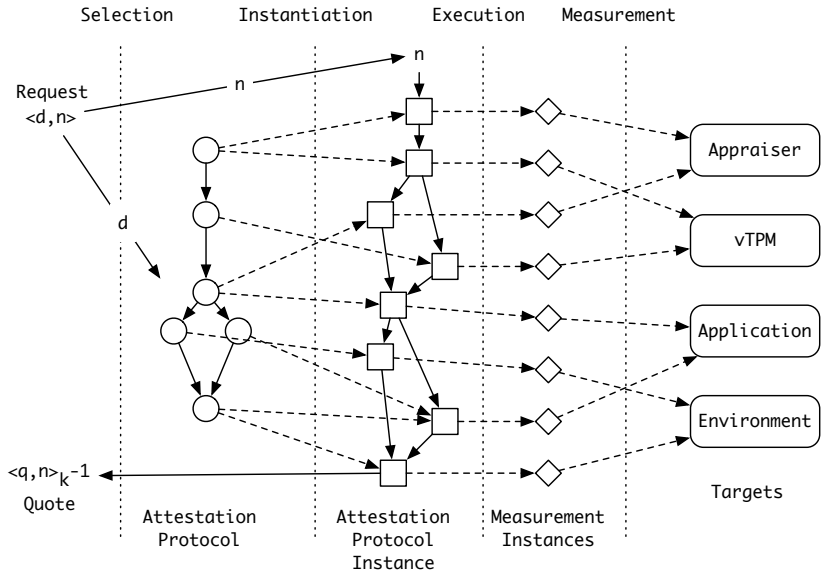 Selection
Instantiation
Execution
Measurement
n
n
Request
<d,n>
d
Appraiser
vTPM
Application
Environment
<q,n>k-1
Quote
Targets
Attestation
Protocol
Attestation
Protocol
Instance
Measurement
Instances